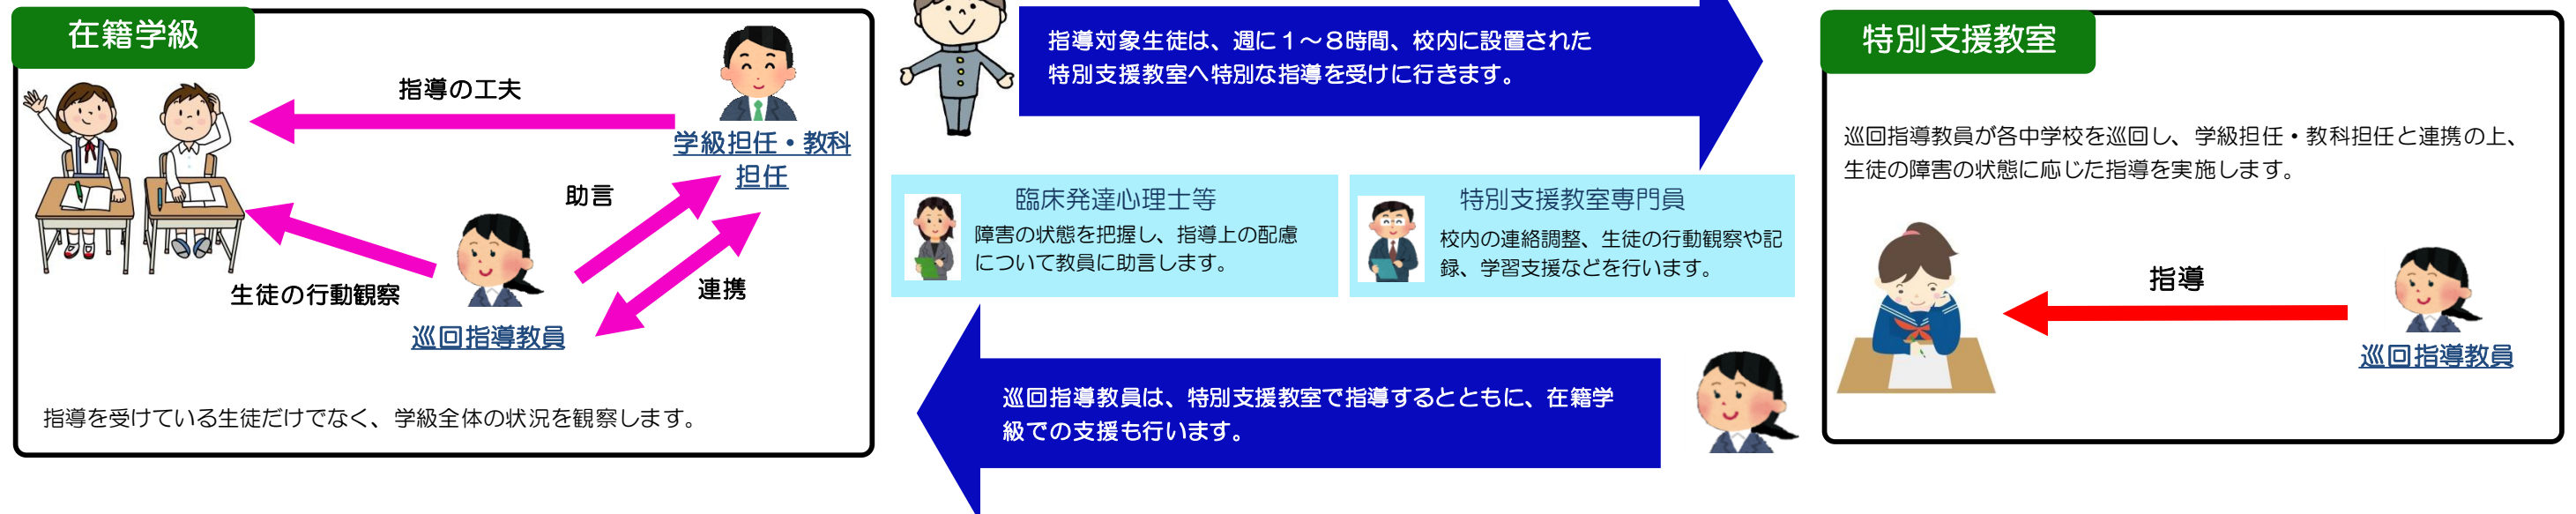 在籍学級
指導の工夫
学級担任・教科
担任
助言
連携
生徒の行動観察
巡回指導教員
指導を受けている生徒だけでなく、学級全体の状況を観察します。
指導対象生徒は、週に１～８時間、校内に設置された
特別支援教室へ特別な指導を受けに行きます。
臨床発達心理士等
障害の状態を把握し、指導上の配慮
について教員に助言します。
特別支援教室専門員
校内の連絡調整、生徒の行動観察や記
録、学習支援などを行います。
巡回指導教員は、特別支援教室で指導するとともに、在籍学
級での支援も行います。
特別支援教室
巡回指導教員が各中学校を巡回し、学級担任・教科担任と連携の上、
生徒の障害の状態に応じた指導を実施します。
指導
巡回指導教員